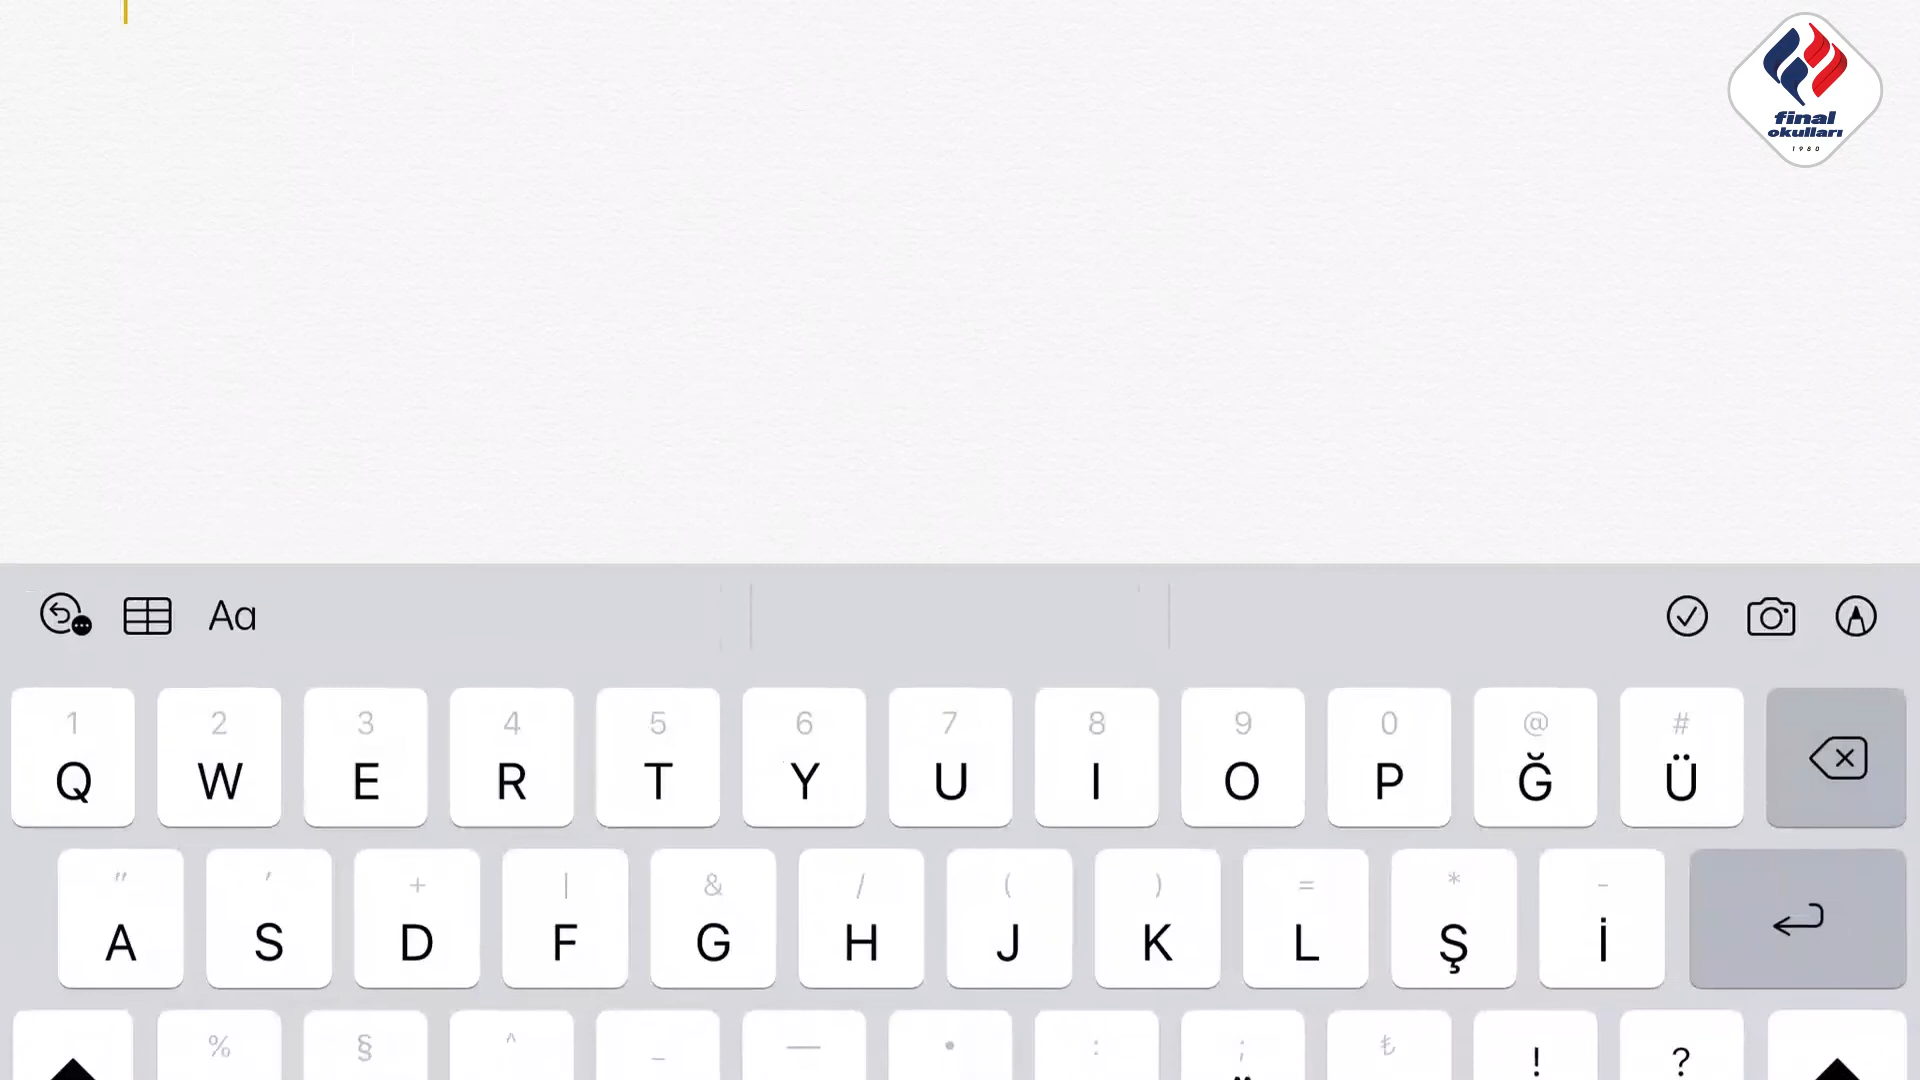 final
okulları
1980
Aa
1 2 3 4 5 6 7 8 9 0 @ #
Q W E R T Y U I O P Ğ Ü
" ' + | & / ( ) = * -
A S D F G H J K L Ş İ
% § ^ _ — • : ; ₺ ! ?